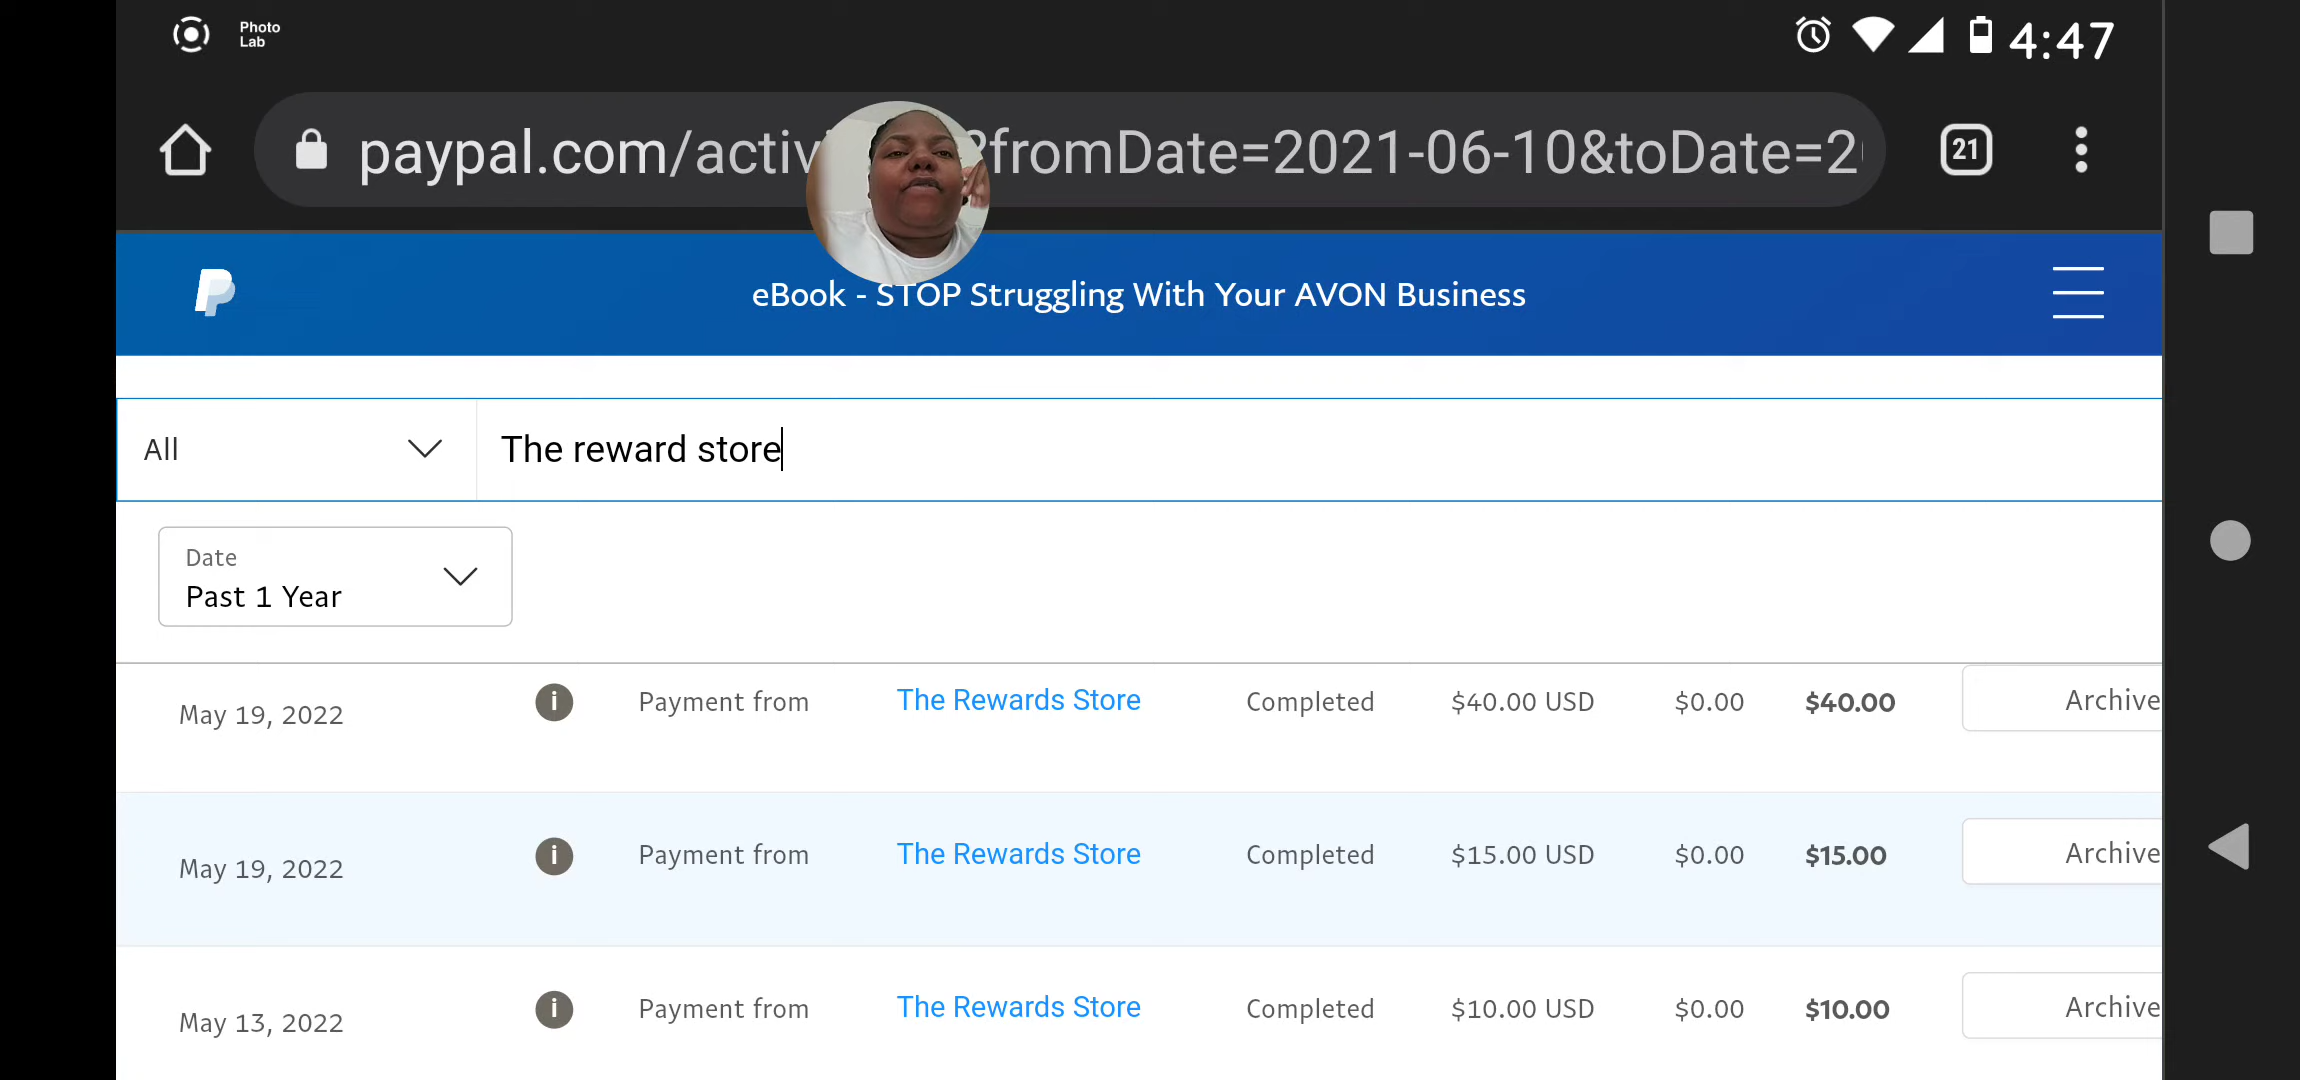 Photo
Lab
4:47
paypal.com/activ ?fromDate=2021-06-10&toDate=2
21
eBook - STOP Struggling With Your AVON Business
All
The reward store
Date
Past 1 Year
May 19, 2022 i Payment from The Rewards Store Completed $40.00 USD $0.00 $40.00 Archive
May 19, 2022 i Payment from The Rewards Store Completed $15.00 USD $0.00 $15.00 Archive
May 13, 2022 i Payment from The Rewards Store Completed $10.00 USD $0.00 $10.00 Archive